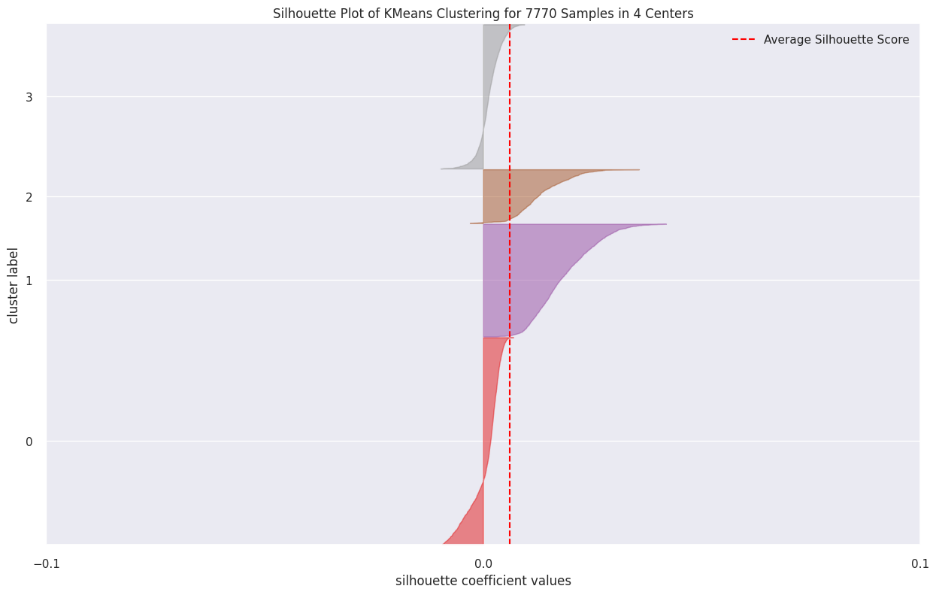 Silhouette Plot of KMeans Clustering for 7770 Samples in 4 Centers
Average Silhouette Score
3
2
1
0
cluster label
−0.1
0.0
0.1
silhouette coefficient values